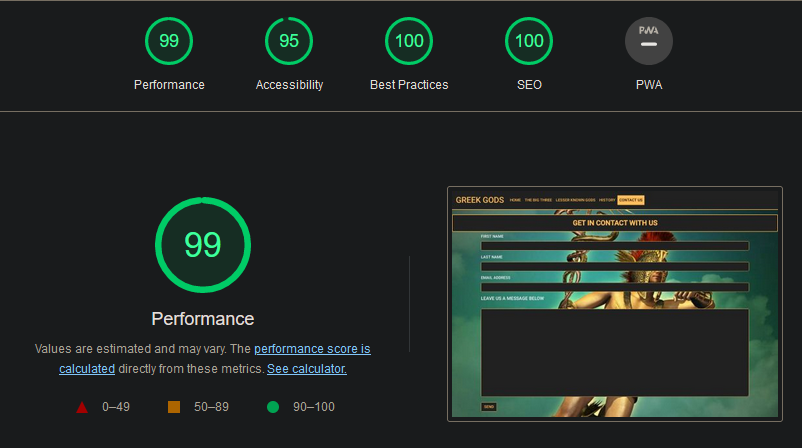 99
95
100
100
PWA
Performance
Accessibility
Best Practices
SEO
PWA
99
Performance
Values are estimated and may vary. The performance score is
calculated directly from these metrics. See calculator.
0–49
50–89
90–100
GREEK GODS HOME THE BIG THREE LESSER KNOWN GODS HISTORY CONTACT US
GET IN CONTACT WITH US
FIRST NAME
LAST NAME
EMAIL ADDRESS
LEAVE US A MESSAGE BELOW
SEND